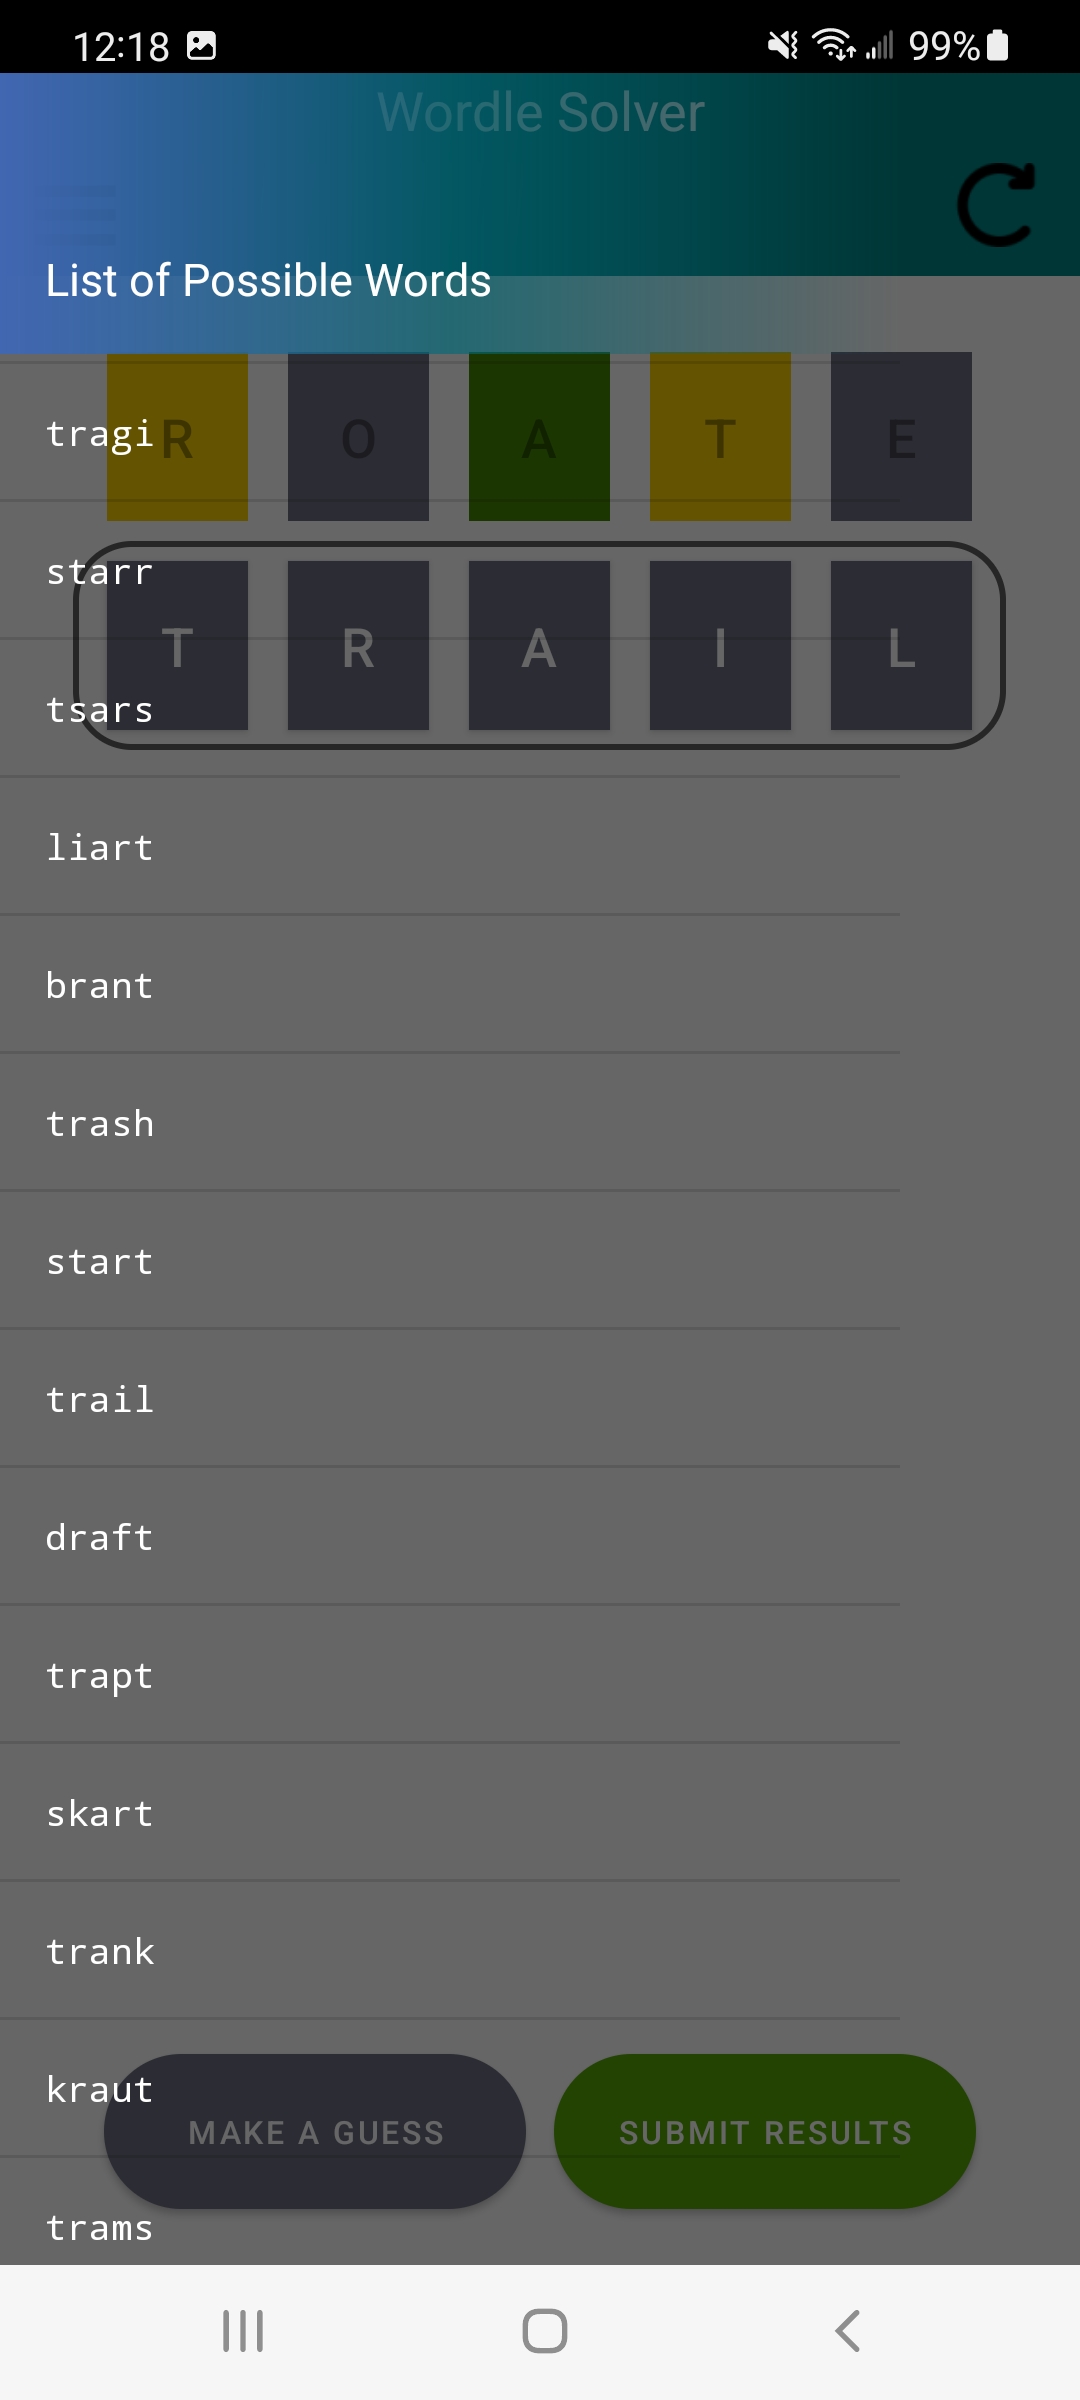 12:18 99%
Wordle Solver
List of Possible Words
tragi
R O A T E
starr
T R A I L
tsars
liart
brant
trash
start
trail
draft
trapt
skart
trank
kraut
MAKE A GUESS SUBMIT RESULTS
trams